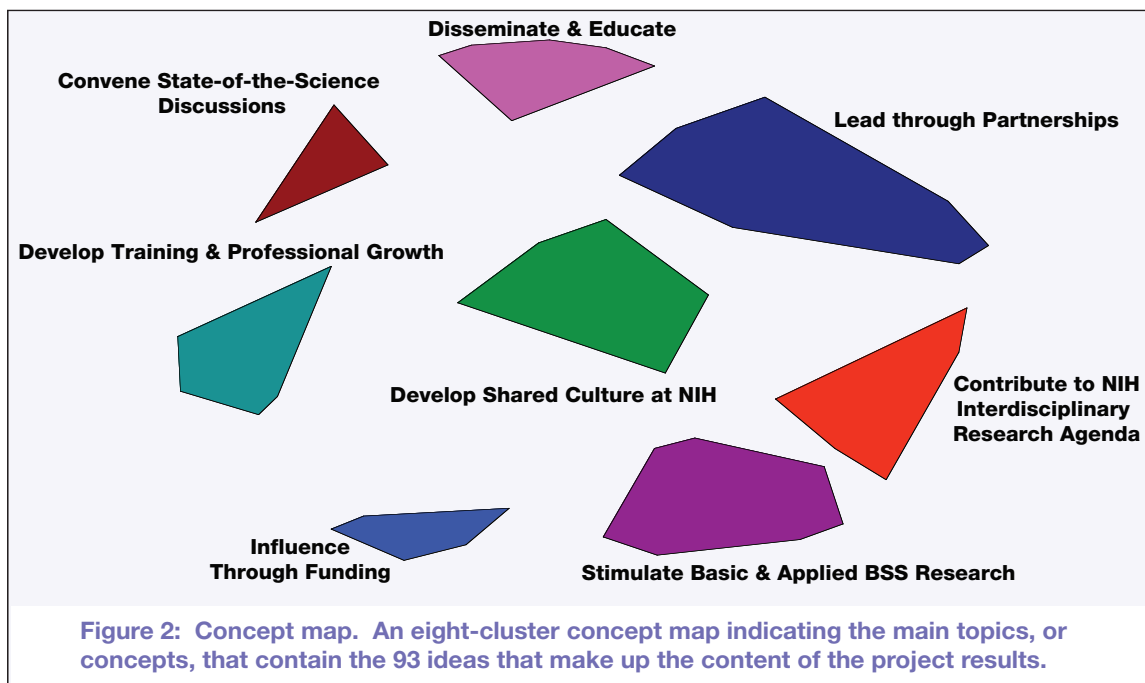 Disseminate & Educate
Convene State-of-the-Science
Discussions
Lead through Partnerships
Develop Training & Professional Growth
Develop Shared Culture at NIH
Contribute to NIH
Interdisciplinary
Research Agenda
Influence
Through Funding
Stimulate Basic & Applied BSS Research
Figure 2: Concept map. An eight-cluster concept map indicating the main topics, or
concepts, that contain the 93 ideas that make up the content of the project results.